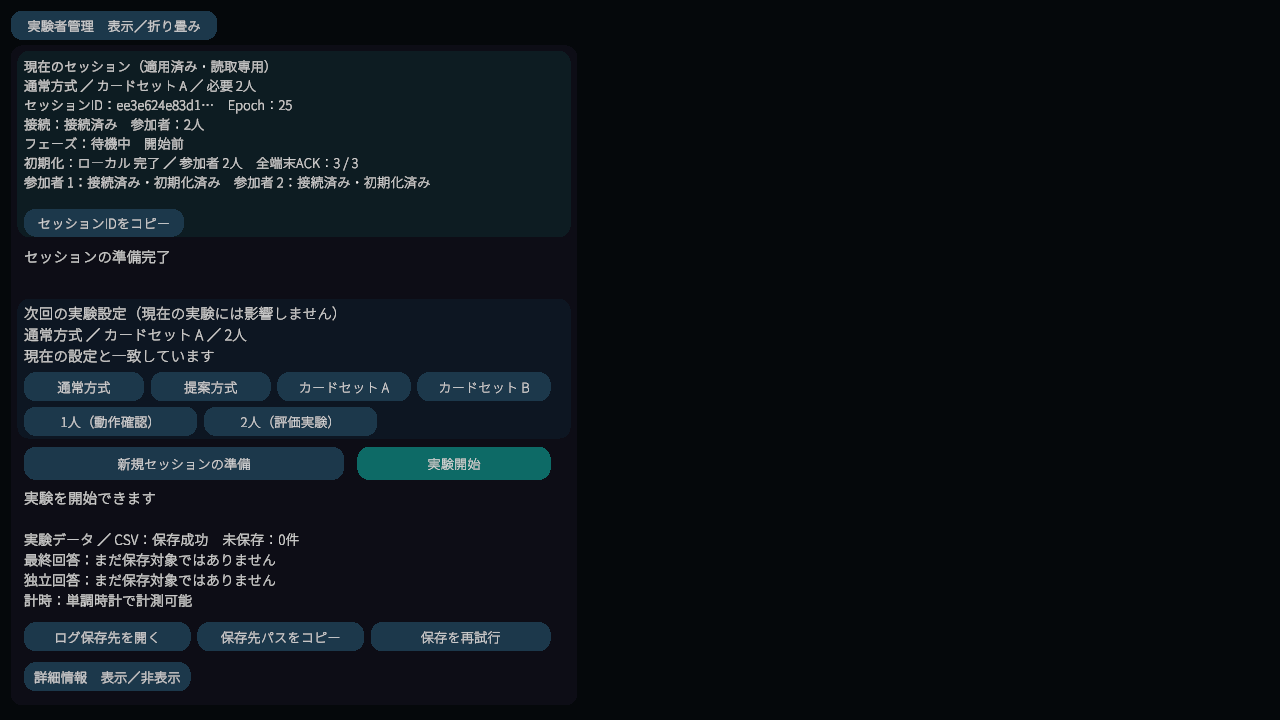 実験者管理　表示／折り畳み
現在のセッション（適用済み・読取専用）
通常方式 ／ カードセット A ／ 必要 2人
セッションID：ee3e624e83d1…　Epoch：25
接続：接続済み　参加者：2人
フェーズ：待機中　開始前
初期化：ローカル 完了 ／ 参加者 2人　全端末ACK：3 / 3
参加者 1：接続済み・初期化済み　参加者 2：接続済み・初期化済み
セッションIDをコピー
セッションの準備完了
次回の実験設定（現在の実験には影響しません）
通常方式 ／ カードセット A ／ 2人
現在の設定と一致しています
通常方式　提案方式　カードセット A　カードセット B
1人（動作確認）　2人（評価実験）
新規セッションの準備　実験開始
実験を開始できます
実験データ ／ CSV：保存成功　未保存：0件
最終回答：まだ保存対象ではありません
独立回答：まだ保存対象ではありません
計時：単調時計で計測可能
ログ保存先を開く　保存先パスをコピー　保存を再試行
詳細情報　表示／非表示